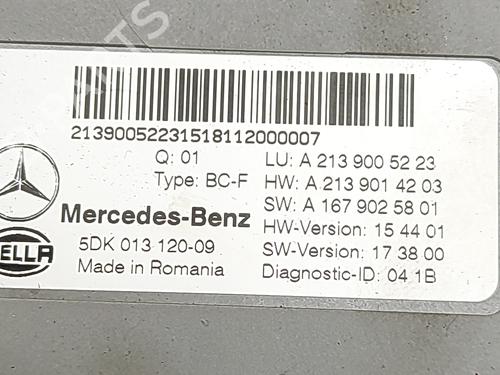 21390052231518112000007
Q: 01
Type: BC-F
Mercedes-Benz
5DK 013 120-09
Made in Romania
LU: A 213 900 52 23
HW: A 213 901 42 03
SW: A 167 902 58 01
HW-Version: 15 44 01
SW-Version: 17 38 00
Diagnostic-ID: 04 1B
HELLA
PARTS